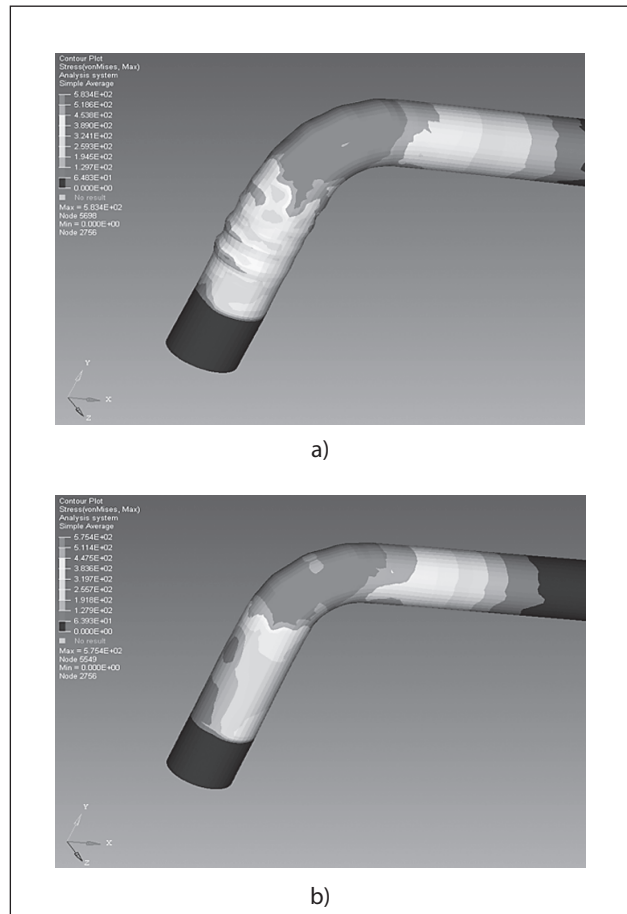 Contour Plot
Stress(vonMises, Max)
Analysis system
Simple Average
5.834E+02
5.186E+02
4.538E+02
3.890E+02
3.241E+02
2.593E+02
1.945E+02
1.297E+02
6.483E+01
0.000E+00
No result
Max = 5.834E+02
Node 5698
Min = 0.000E+00
Node 2756
Y
X
Z
a)
Contour Plot
Stress(vonMises, Max)
Analysis system
Simple Average
5.754E+02
5.114E+02
4.475E+02
3.836E+02
3.197E+02
2.557E+02
1.918E+02
1.279E+02
6.393E+01
0.000E+00
No result
Max = 5.754E+02
Node 5549
Min = 0.000E+00
Node 2756
Y
X
Z
b)